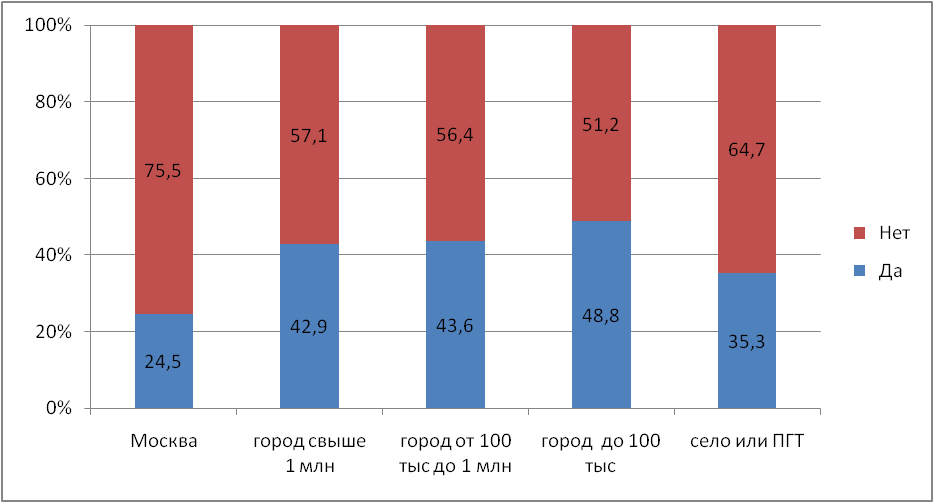 100%
80%
60%
40%
20%
0%
75,5
57,1
56,4
51,2
64,7
24,5
42,9
43,6
48,8
35,3
Нет
Да
Москва
город свыше
1 млн
город от 100
тыс до 1 млн
город до 100
тыс
село или ПГТ